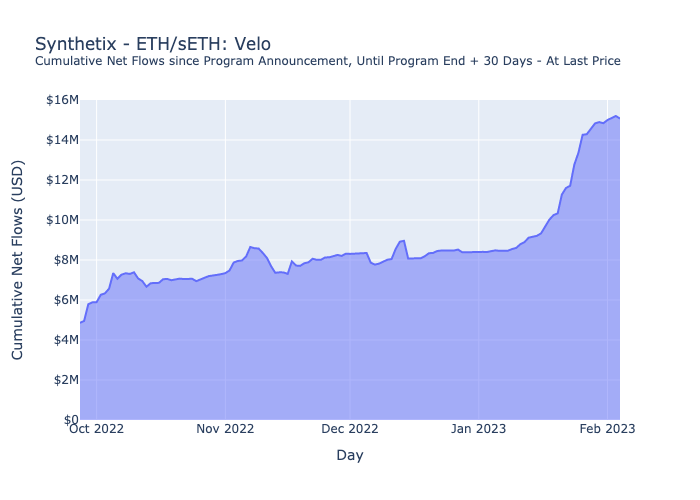 Synthetix - ETH/sETH: Velo
Cumulative Net Flows since Program Announcement, Until Program End + 30 Days - At Last Price
Cumulative Net Flows (USD)
$16M
$14M
$12M
$10M
$8M
$6M
$4M
$2M
$0
Oct 2022
Nov 2022
Dec 2022
Jan 2023
Feb 2023
Day